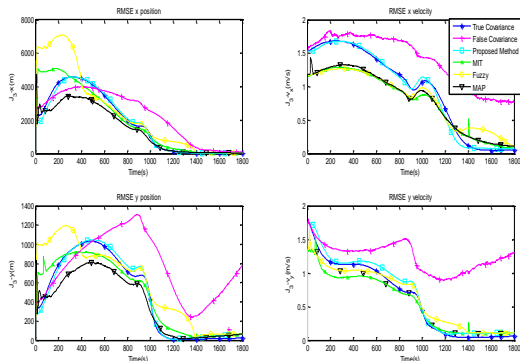 RMSE x position
8000
6000
4000
2000
0
0 200 400 600 800 1000 1200 1400 1600 1800
Time(s)
RMSE x velocity
2
1.5
1
0.5
0
0 200 400 600 800 1000 1200 1400 1600 1800
Time(s)
True Covariance
False Covariance
Proposed Method
MIT
Fuzzy
MAP
RMSE y position
1400
1200
1000
800
600
400
200
0
0 200 400 600 800 1000 1200 1400 1600 1800
Time(s)
RMSE y velocity
2
1.5
1
0.5
0
0 200 400 600 800 1000 1200 1400 1600 1800
Time(s)